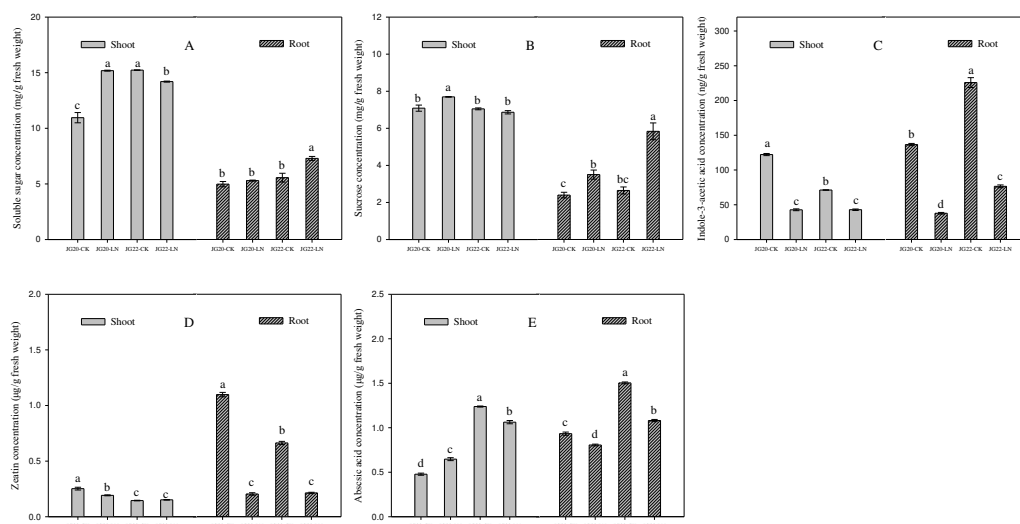 Soluble sugar concentration (mg/g fresh weight)
20
15
10
5
0
Shoot
A
Root
c
a
a
b
b
b
b
a
JG20-CK JG20-LN JG22-CK JG22-LN
JG20-CK JG20-LN JG22-CK JG22-LN
Sucrose concentration (mg/g fresh weight)
12
10
8
6
4
2
0
Shoot
B
Root
b
a
b
b
c
b
bc
a
JG20-CK JG20-LN JG22-CK JG22-LN
JG20-CK JG20-LN JG22-CK JG22-LN
Indole-3-acetic acid concentration (ng/g fresh weight)
300
250
200
150
100
50
0
Shoot
C
Root
a
c
b
c
b
d
a
c
JG20-CK JG20-LN JG22-CK JG22-LN
JG20-CK JG20-LN JG22-CK JG22-LN
Zeatin concentration (μg/g fresh weight)
2.0
1.5
1.0
0.5
0.0
Shoot
D
Root
a
b
c
c
a
c
b
c
Absesic acid concentration (μg/g fresh weight)
2.5
2.0
1.5
1.0
0.5
0.0
Shoot
E
Root
d
c
a
b
c
d
a
b